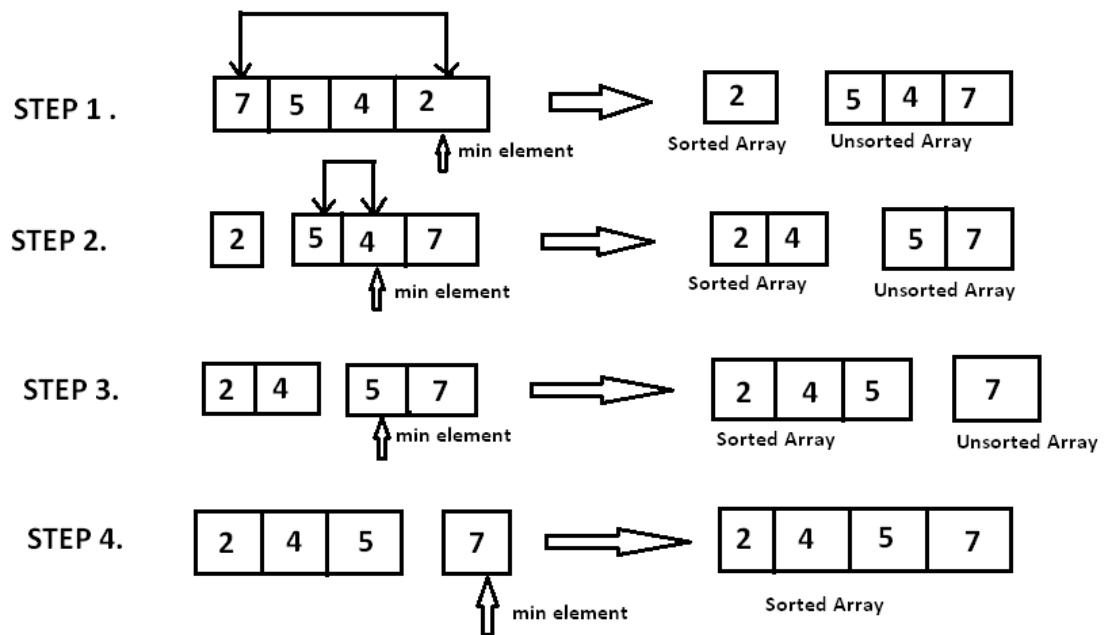 STEP 1 .
7 5 4 2
min element
2
Sorted Array
5 4 7
Unsorted Array
STEP 2.
2
5 4 7
min element
2 4
Sorted Array
5 7
Unsorted Array
STEP 3.
2 4
5 7
min element
2 4 5
Sorted Array
7
Unsorted Array
STEP 4.
2 4 5
7
min element
2 4 5 7
Sorted Array